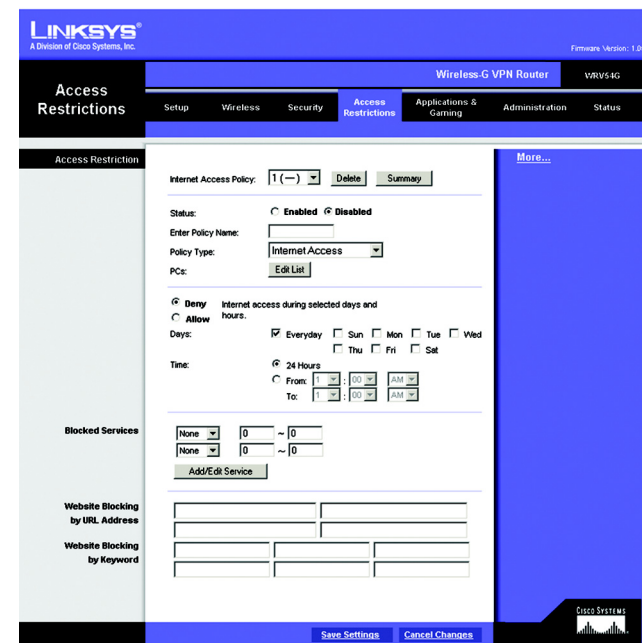 LINKSYS®
A Division of Cisco Systems, Inc.
Firmware Version: 1.0
Access Restrictions
Wireless-G VPN Router WRV54G
Setup Wireless Security Access Restrictions Applications & Gaming Administration Status
Access Restriction
More...
Internet Access Policy: 1 (—) Delete Summary
Status: Enabled Disabled
Enter Policy Name:
Policy Type: Internet Access
PCs: Edit List
Deny Internet access during selected days and
Allow hours.
Days: Everyday Sun Mon Tue Wed
Thu Fri Sat
Time: 24 Hours
From: 1 : 00 AM
To: 1 : 00 AM
Blocked Services None 0 ~ 0
None 0 ~ 0
Add/Edit Service
Website Blocking
by URL Address
Website Blocking
by Keyword
CISCO SYSTEMS
Save Settings Cancel Changes